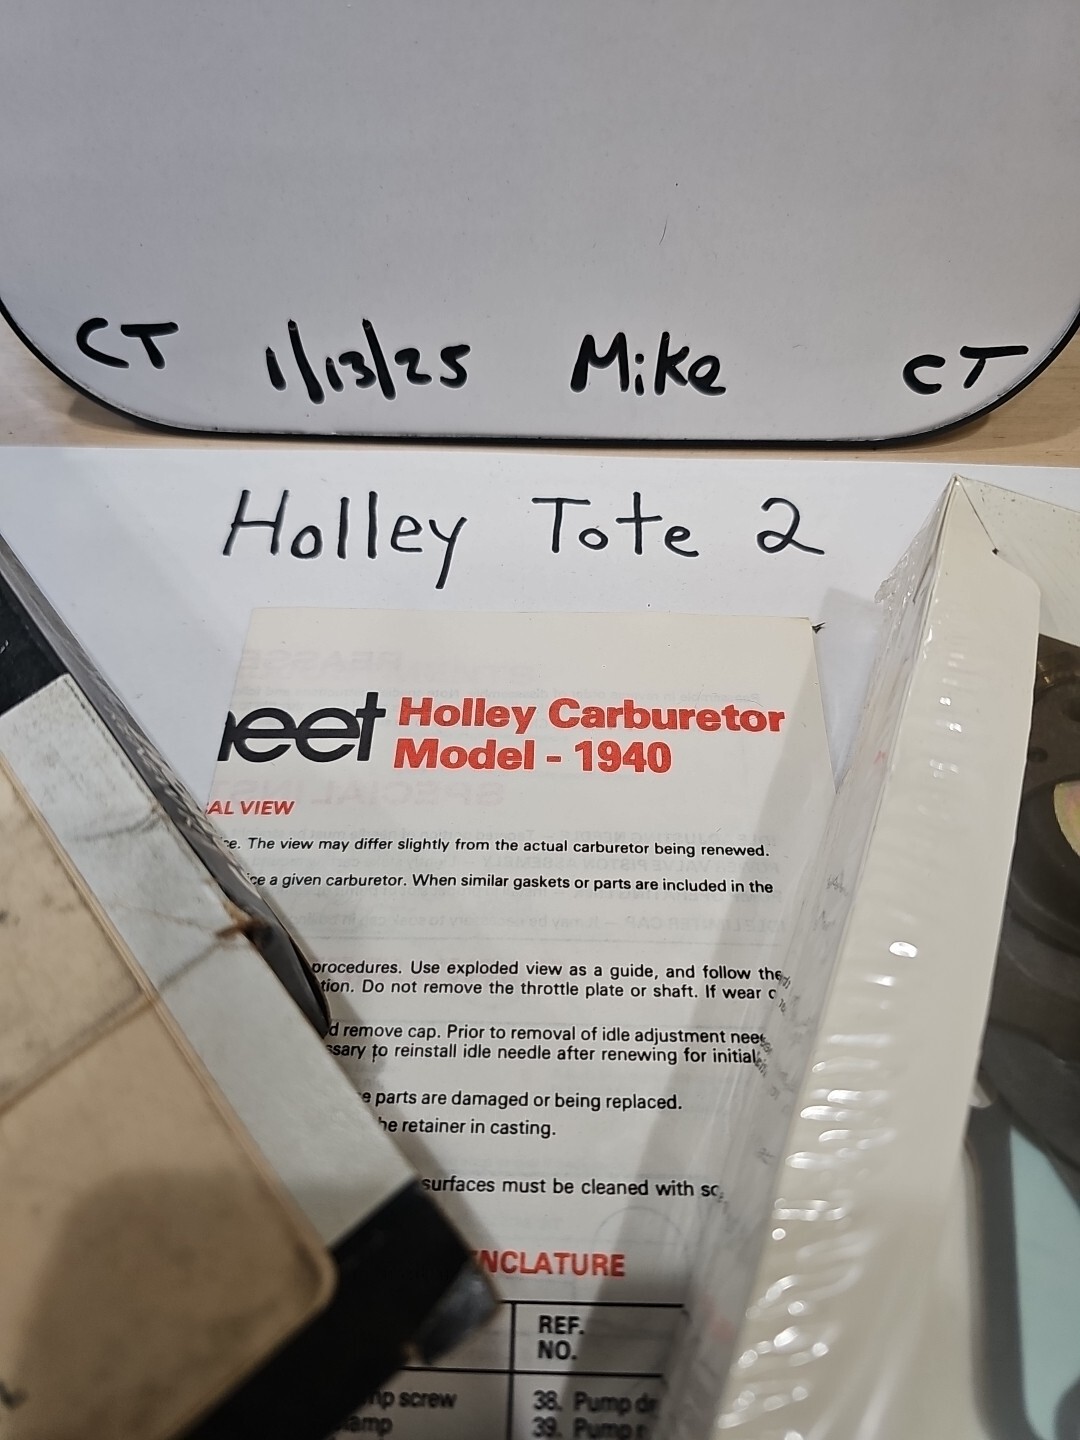 CT 1/13/25 Mike CT
Holley Tote 2
eet Holley Carburetor
Model - 1940
AL VIEW
The view may differ slightly from the actual carburetor being renewed.
a given carburetor. When similar gaskets or parts are included in the
procedures. Use exploded view as a guide, and follow the
tion. Do not remove the throttle plate or shaft. If wear
remove cap. Prior to removal of idle adjustment
ssary to reinstall idle needle after renewing for initial
parts are damaged or being replaced.
he retainer in casting.
surfaces must be cleaned with
NCLATURE
REF.
NO.
mp screw 38. Pump
lamp 39. Pump